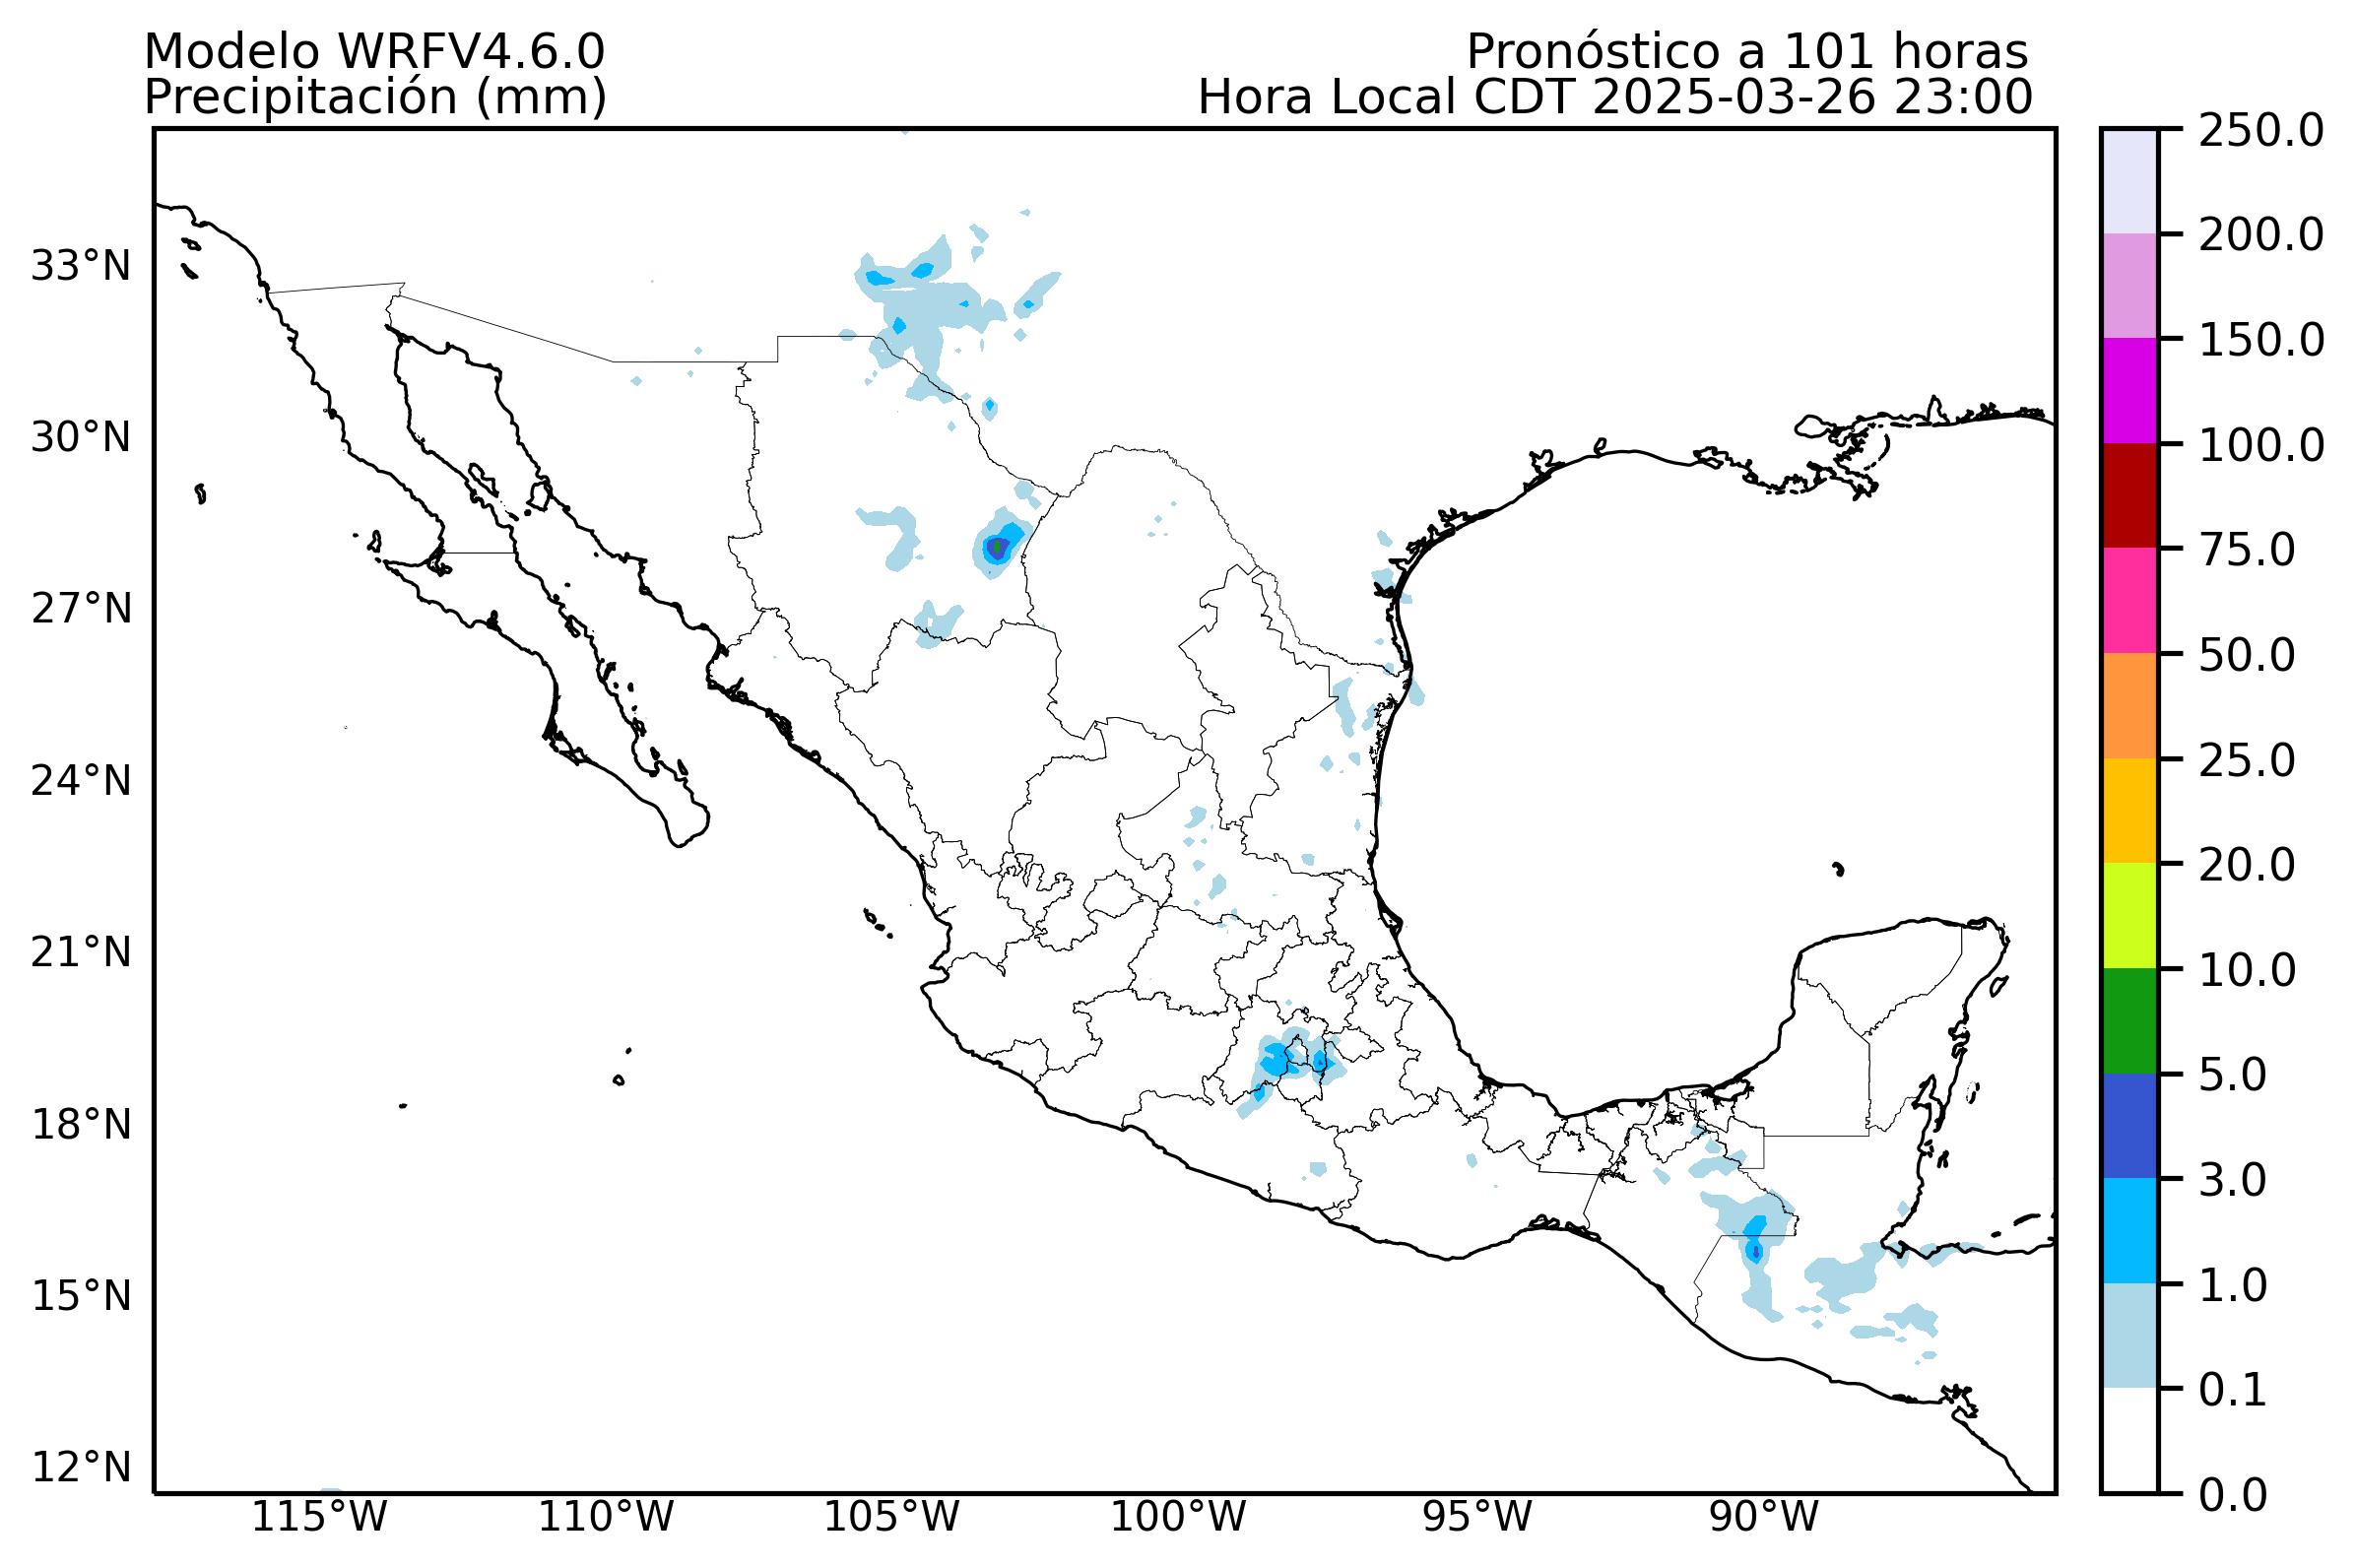 Modelo WRFV4.6.0
Pronóstico a 101 horas
Precipitación (mm)
Hora Local CDT 2025-03-26 23:00
250.0
200.0
150.0
100.0
75.0
50.0
25.0
20.0
10.0
5.0
3.0
1.0
0.1
0.0
33°N
30°N
27°N
24°N
21°N
18°N
15°N
12°N
115°W
110°W
105°W
100°W
95°W
90°W